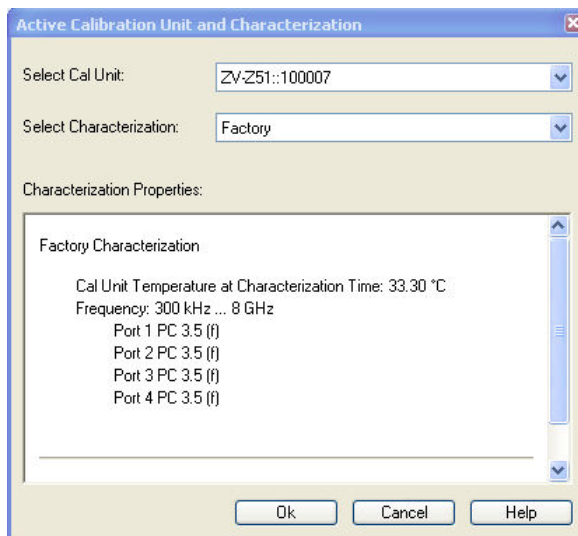 Active Calibration Unit and Characterization
Select Cal Unit: ZV-Z51::100007
Select Characterization: Factory
Characterization Properties:
Factory Characterization
Cal Unit Temperature at Characterization Time: 33.30 °C
Frequency: 300 kHz ... 8 GHz
Port 1 PC 3.5 (f)
Port 2 PC 3.5 (f)
Port 3 PC 3.5 (f)
Port 4 PC 3.5 (f)
Ok Cancel Help